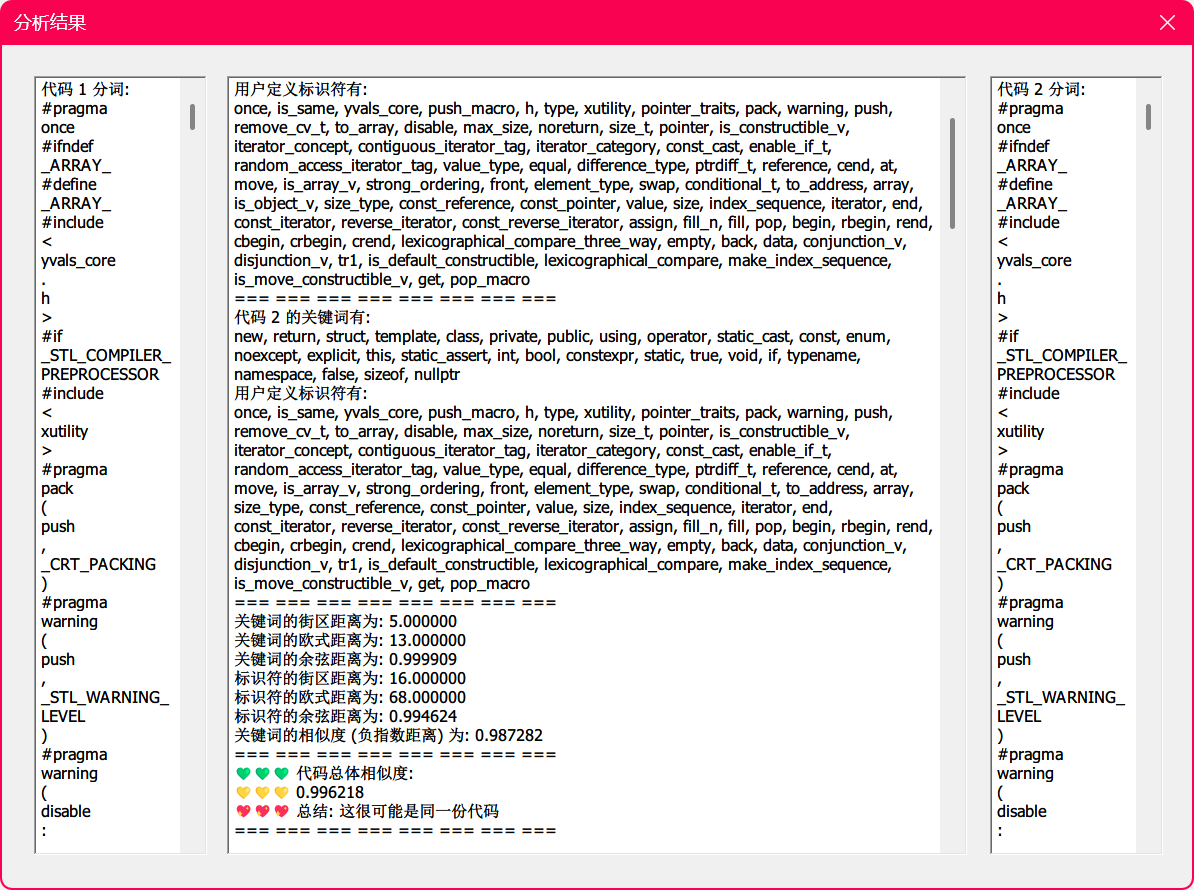 分析结果
代码 1 分词:
#pragma
once
#ifndef
_ARRAY_
#define
_ARRAY_
#include
<
yvals_core
.
h
>
#if
_STL_COMPILER_
PREPROCESSOR
#include
<
xutility
>
#pragma
pack
(
push
,
_CRT_PACKING
)
#pragma
warning
(
push
,
_STL_WARNING_
LEVEL
)
#pragma
warning
(
disable
:
用户定义标识符有:
once, is_same, yvals_core, push_macro, h, type, xutility, pointer_traits, pack, warning, push,
remove_cv_t, to_array, disable, max_size, noreturn, size_t, pointer, is_constructible_v,
iterator_concept, contiguous_iterator_tag, iterator_category, const_cast, enable_if_t,
random_access_iterator_tag, value_type, equal, difference_type, ptrdiff_t, reference, cend, at,
move, is_array_v, strong_ordering, front, element_type, swap, conditional_t, to_address, array,
is_object_v, size_type, const_reference, const_pointer, value, size, index_sequence, iterator, end,
const_iterator, reverse_iterator, const_reverse_iterator, assign, fill_n, fill, pop, begin, rbegin, rend,
cbegin, crbegin, crend, lexicographical_compare_three_way, empty, back, data, conjunction_v,
disjunction_v, tr1, is_default_constructible, lexicographical_compare, make_index_sequence,
is_move_constructible_v, get, pop_macro
=== === === === === === === ===
代码 2 的关键词有:
new, return, struct, template, class, private, public, using, operator, static_cast, const, enum,
noexcept, explicit, this, static_assert, int, bool, constexpr, static, true, void, if, typename,
namespace, false, sizeof, nullptr
用户定义标识符有:
once, is_same, yvals_core, push_macro, h, type, xutility, pointer_traits, pack, warning, push,
remove_cv_t, to_array, disable, max_size, noreturn, size_t, pointer, is_constructible_v,
iterator_concept, contiguous_iterator_tag, iterator_category, const_cast, enable_if_t,
random_access_iterator_tag, value_type, equal, difference_type, ptrdiff_t, reference, cend, at,
move, is_array_v, strong_ordering, front, element_type, swap, conditional_t, to_address, array,
size_type, const_reference, const_pointer, value, size, index_sequence, iterator, end,
const_iterator, reverse_iterator, const_reverse_iterator, assign, fill_n, fill, pop, begin, rbegin, rend,
cbegin, crbegin, crend, lexicographical_compare_three_way, empty, back, data, conjunction_v,
disjunction_v, tr1, is_default_constructible, lexicographical_compare, make_index_sequence,
is_move_constructible_v, get, pop_macro
=== === === === === === === ===
关键词的街区距离为: 5.000000
关键词的欧式距离为: 13.000000
关键词的余弦距离为: 0.999909
标识符的街区距离为: 16.000000
标识符的欧式距离为: 68.000000
标识符的余弦距离为: 0.994624
关键词的相似度 (负指数距离) 为: 0.987282
=== === === === === === === ===
💚💚💚 代码总体相似度:
💛💛💛 0.996218
💖💖💖 总结: 这很可能是同一份代码
=== === === === === === === ===
代码 2 分词:
#pragma
once
#ifndef
_ARRAY_
#define
_ARRAY_
#include
<
yvals_core
.
h
>
#if
_STL_COMPILER_
PREPROCESSOR
#include
<
xutility
>
#pragma
pack
(
push
,
_CRT_PACKING
)
#pragma
warning
(
push
,
_STL_WARNING_
LEVEL
)
#pragma
warning
(
disable
: